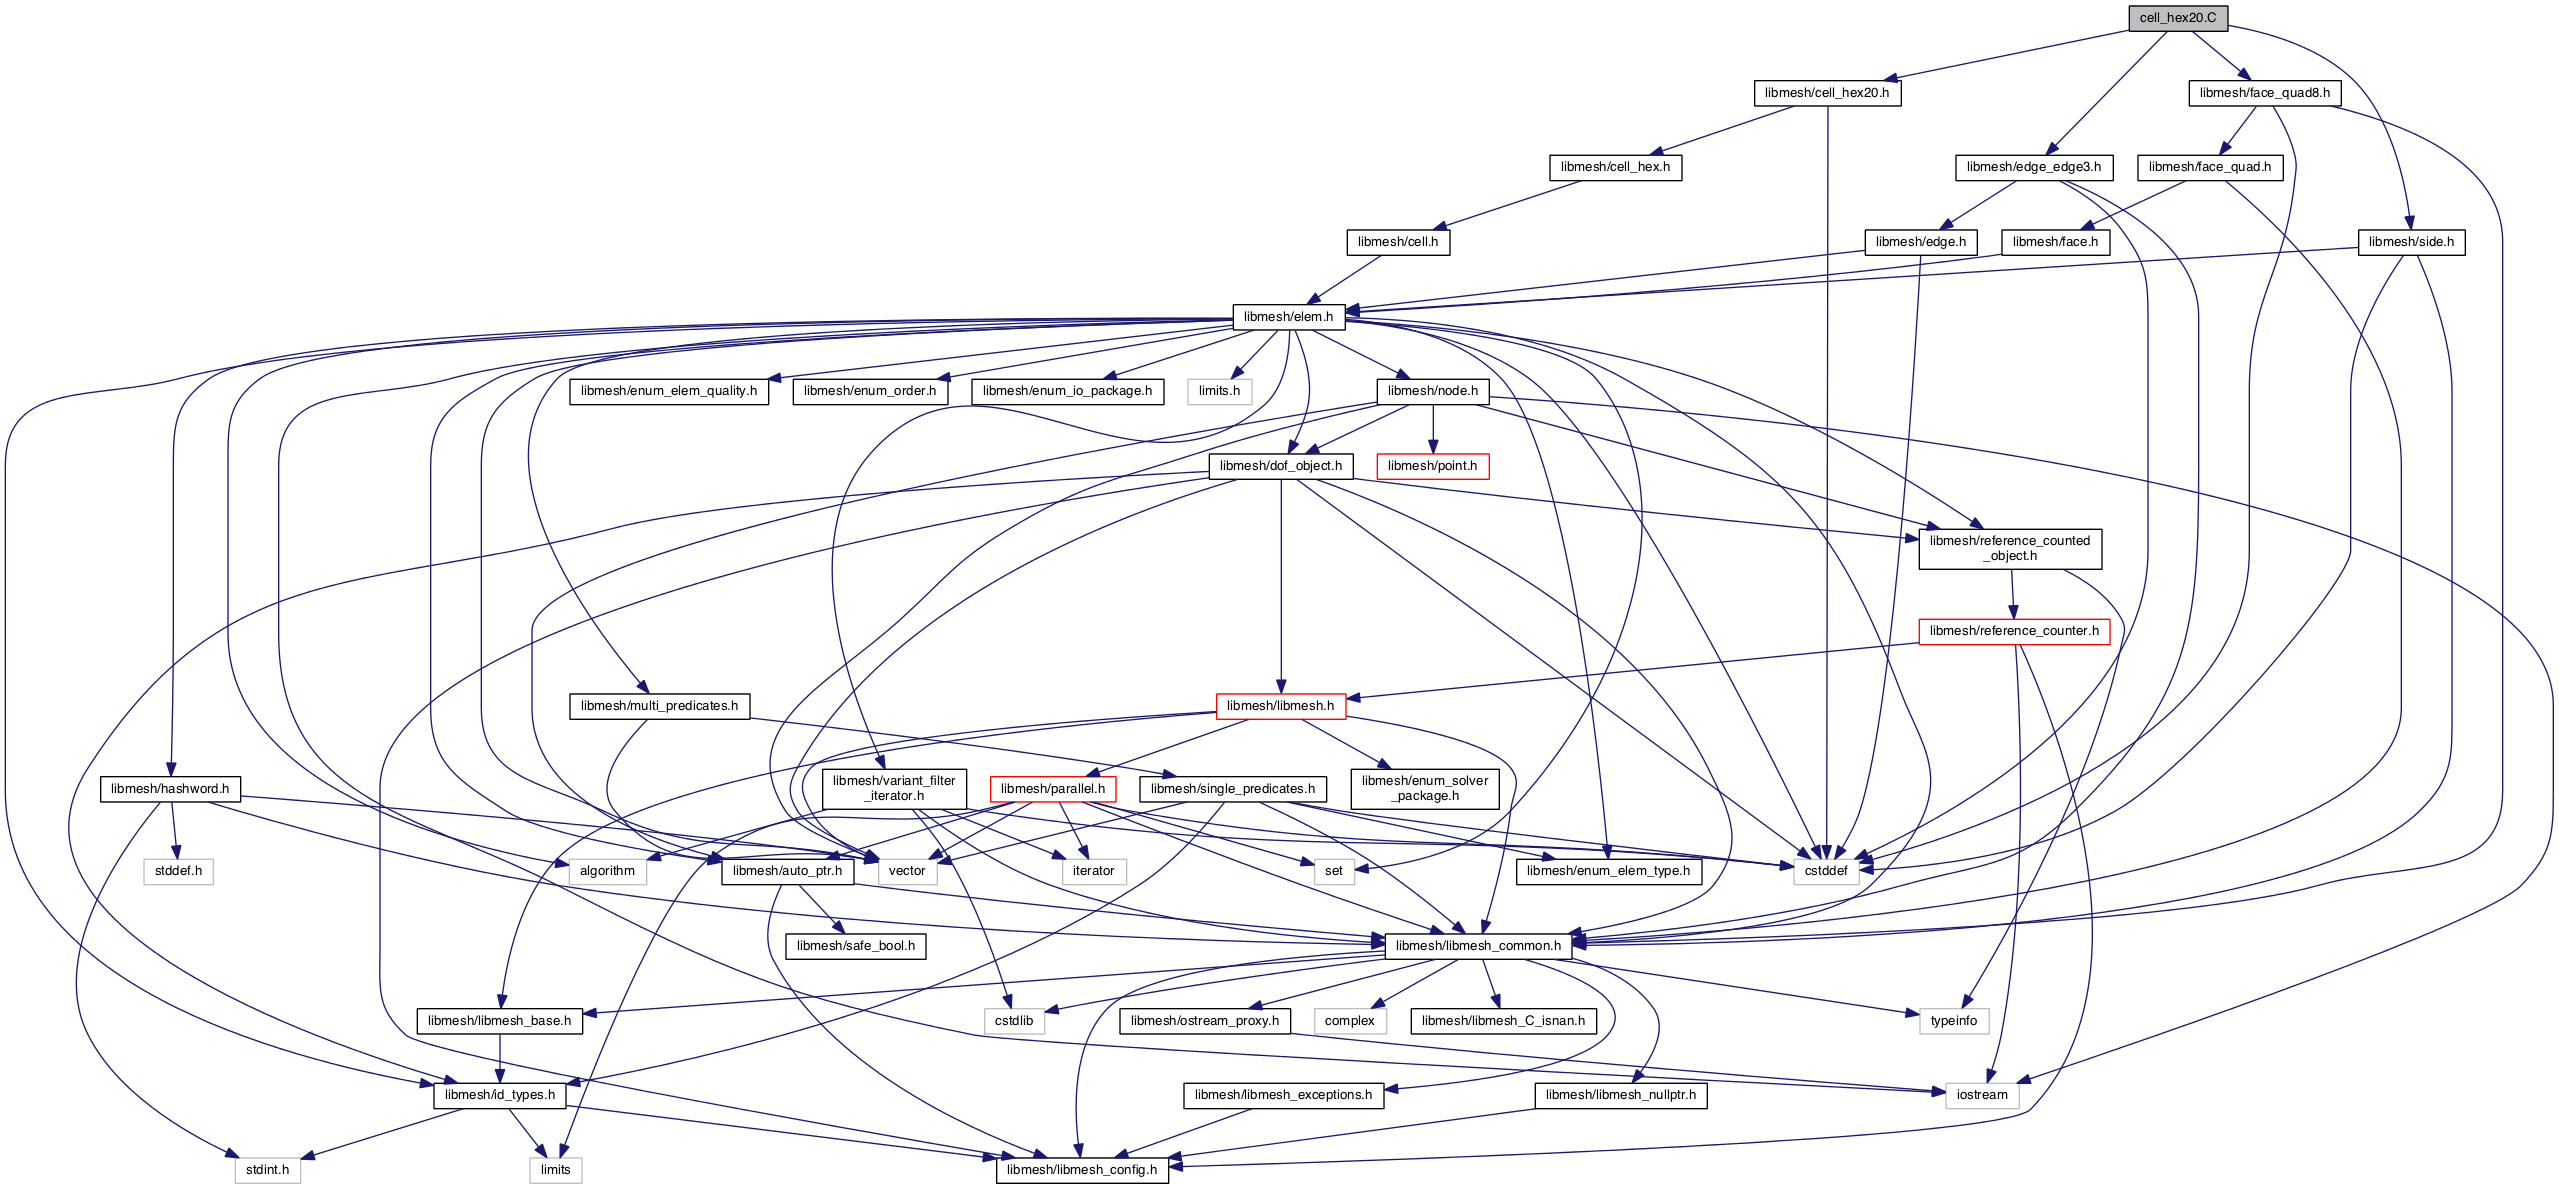 cell_hex20.C
libmesh/cell_hex20.h
libmesh/face_quad8.h
libmesh/cell_hex.h
libmesh/edge_edge3.h
libmesh/face_quad.h
libmesh/cell.h
libmesh/edge.h
libmesh/face.h
libmesh/side.h
libmesh/elem.h
libmesh/enum_elem_quality.h
libmesh/enum_order.h
libmesh/enum_io_package.h
limits.h
libmesh/node.h
libmesh/dof_object.h
libmesh/point.h
libmesh/reference_counted
_object.h
libmesh/reference_counter.h
libmesh/multi_predicates.h
libmesh/libmesh.h
libmesh/hashword.h
libmesh/variant_filter
_iterator.h
libmesh/parallel.h
libmesh/single_predicates.h
libmesh/enum_solver
_package.h
stddef.h
algorithm
libmesh/auto_ptr.h
vector
iterator
set
libmesh/enum_elem_type.h
cstddef
libmesh/safe_bool.h
libmesh/libmesh_common.h
libmesh/libmesh_base.h
cstdlib
libmesh/ostream_proxy.h
complex
libmesh/libmesh_C_isnan.h
typeinfo
libmesh/id_types.h
libmesh/libmesh_exceptions.h
libmesh/libmesh_nullptr.h
iostream
stdint.h
limits
libmesh/libmesh_config.h